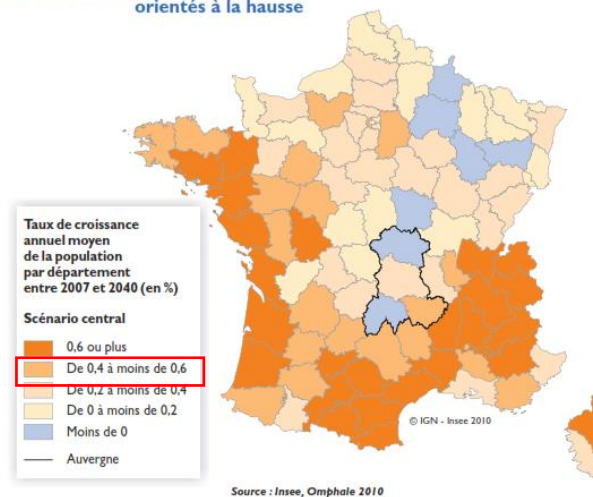 orientés à la hausse
Taux de croissance
annuel moyen
de la population
par département
entre 2007 et 2040 (en %)
Scénario central
0,6 ou plus
De 0,4 à moins de 0,6
De 0,2 à moins de 0,4
De 0 à moins de 0,2
Moins de 0
Auvergne
© IGN - Insee 2010
Source : Insee, Omphale 2010